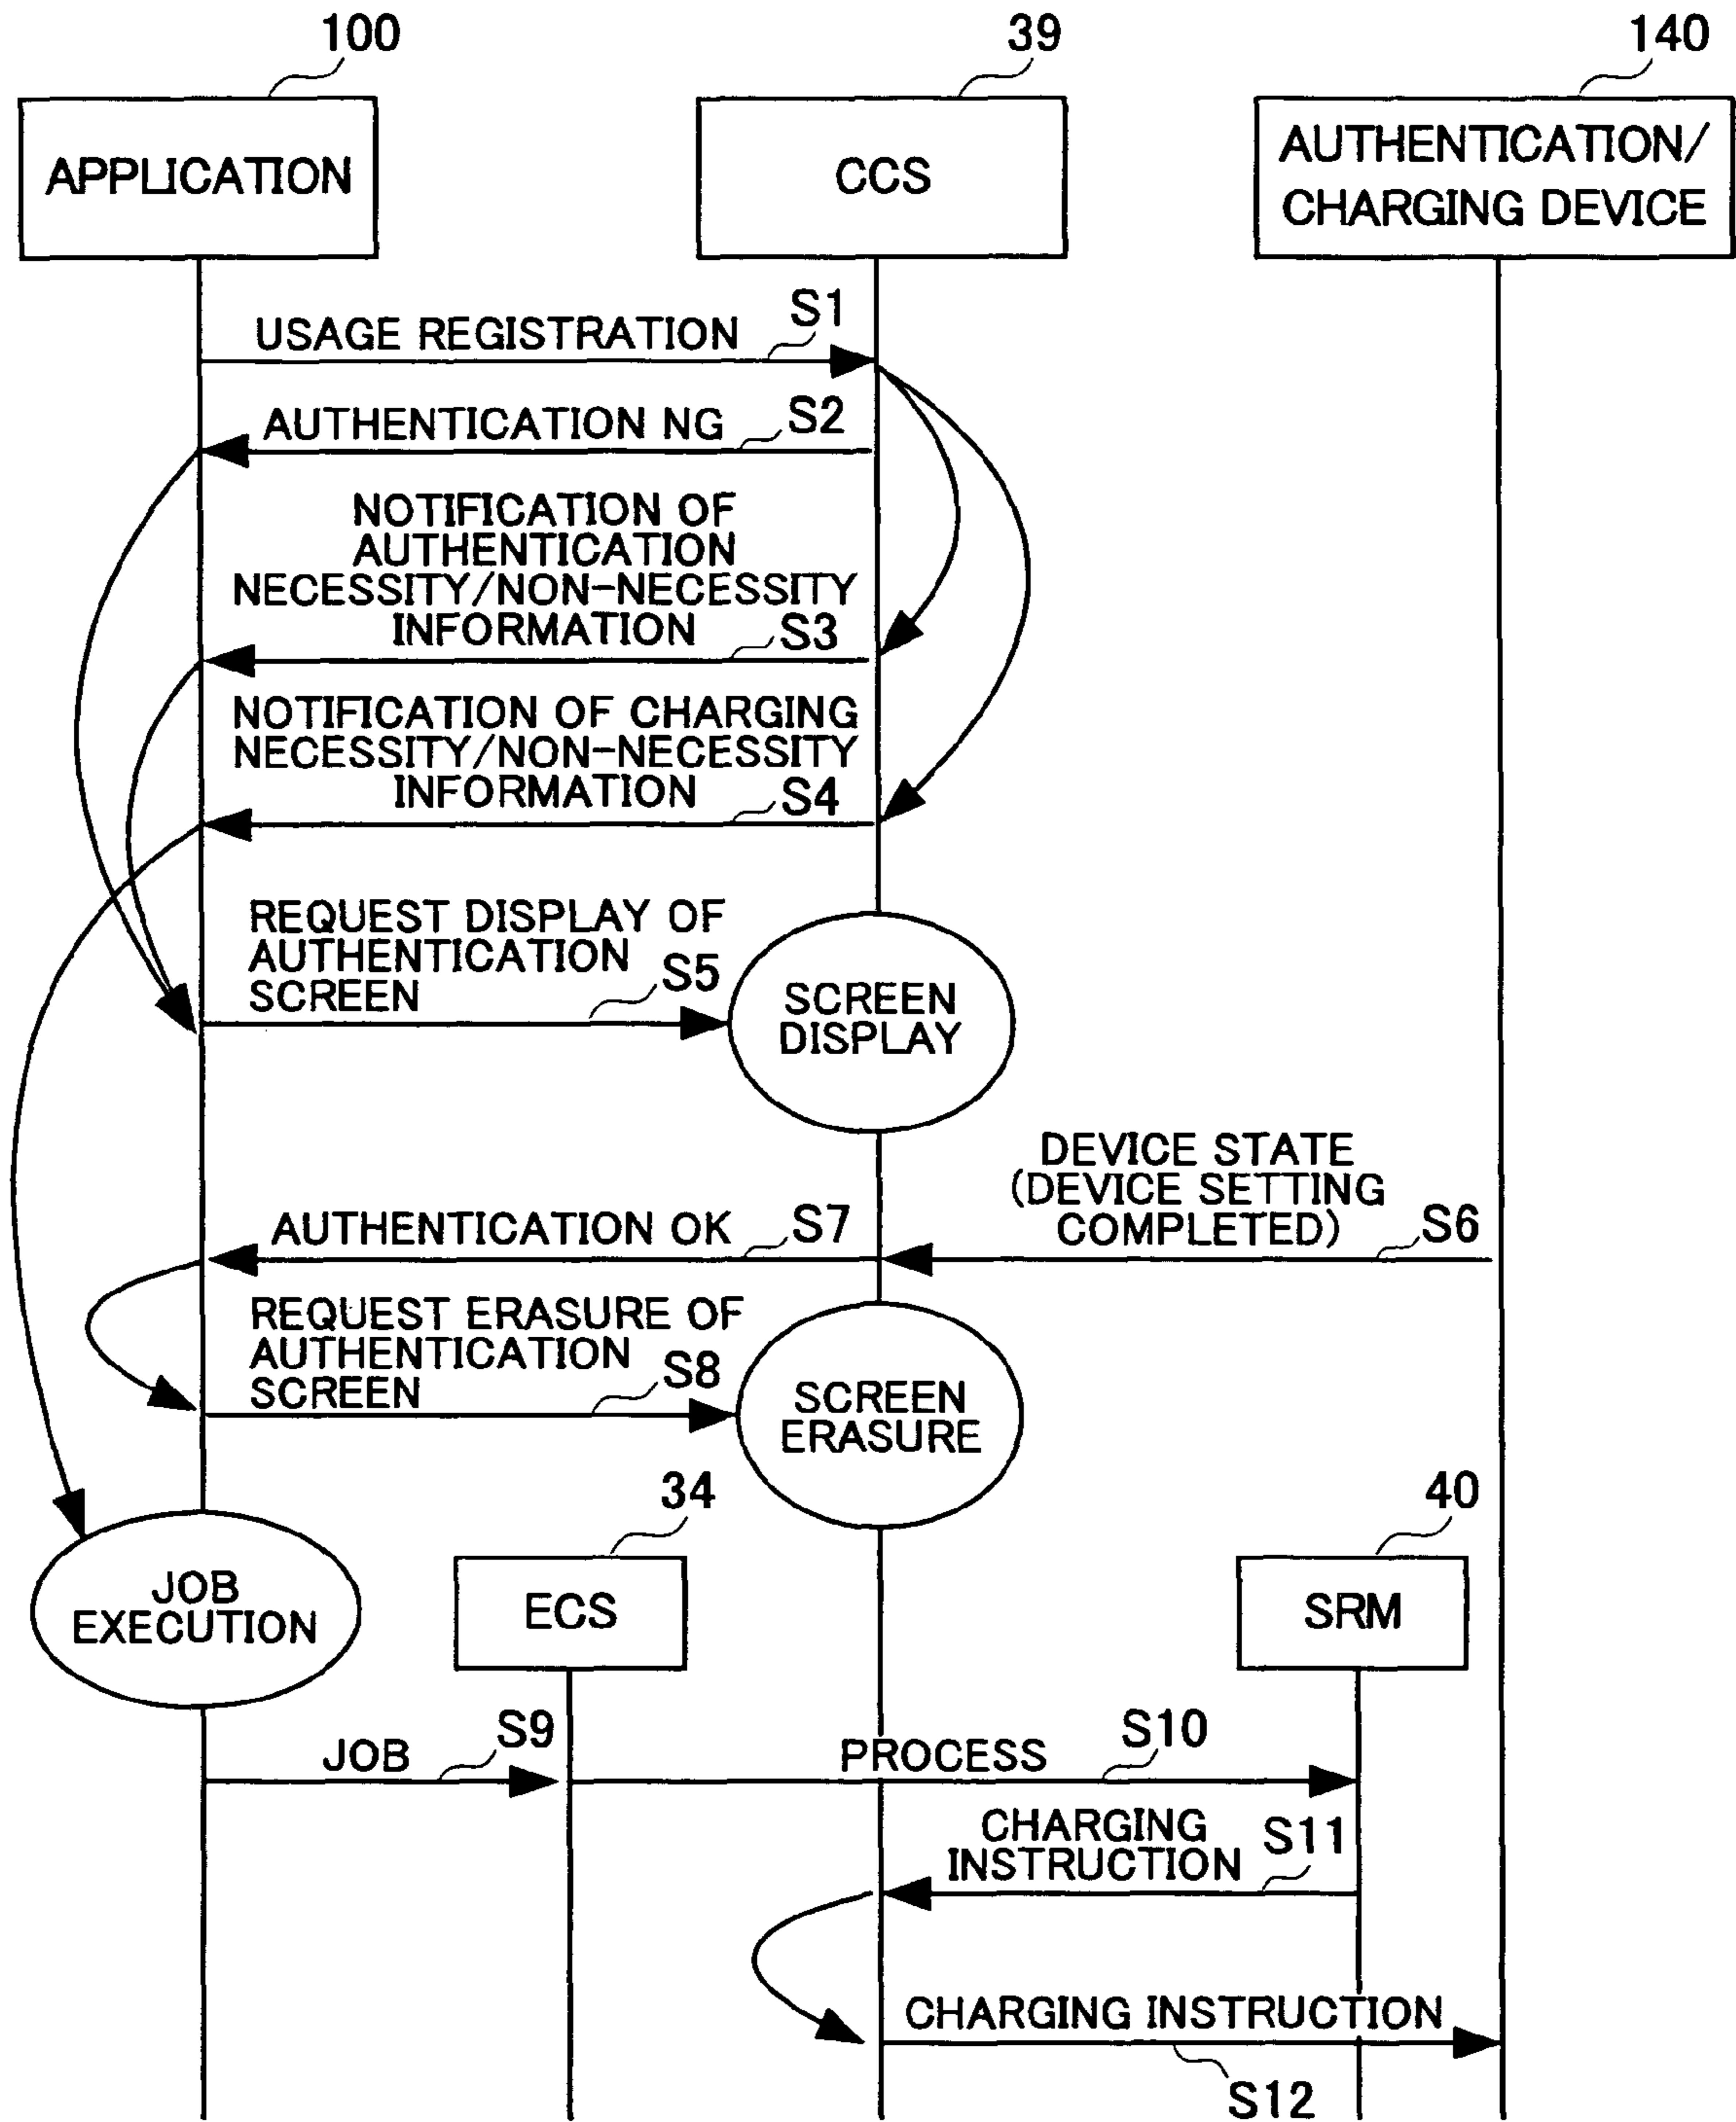 100
39
140
APPLICATION
CCS
AUTHENTICATION/
CHARGING DEVICE
USAGE REGISTRATION
S1
AUTHENTICATION NG
S2
NOTIFICATION OF
AUTHENTICATION
NECESSITY/NON-NECESSITY
INFORMATION
S3
NOTIFICATION OF CHARGING
NECESSITY/NON-NECESSITY
INFORMATION
S4
REQUEST DISPLAY OF
AUTHENTICATION
SCREEN
S5
SCREEN
DISPLAY
DEVICE STATE
(DEVICE SETTING
COMPLETED)
S6
AUTHENTICATION OK
S7
REQUEST ERASURE OF
AUTHENTICATION
SCREEN
S8
SCREEN
ERASURE
34
40
JOB
EXECUTION
ECS
SRM
JOB
S9
PROCESS
S10
CHARGING
INSTRUCTION
S11
CHARGING INSTRUCTION
S12